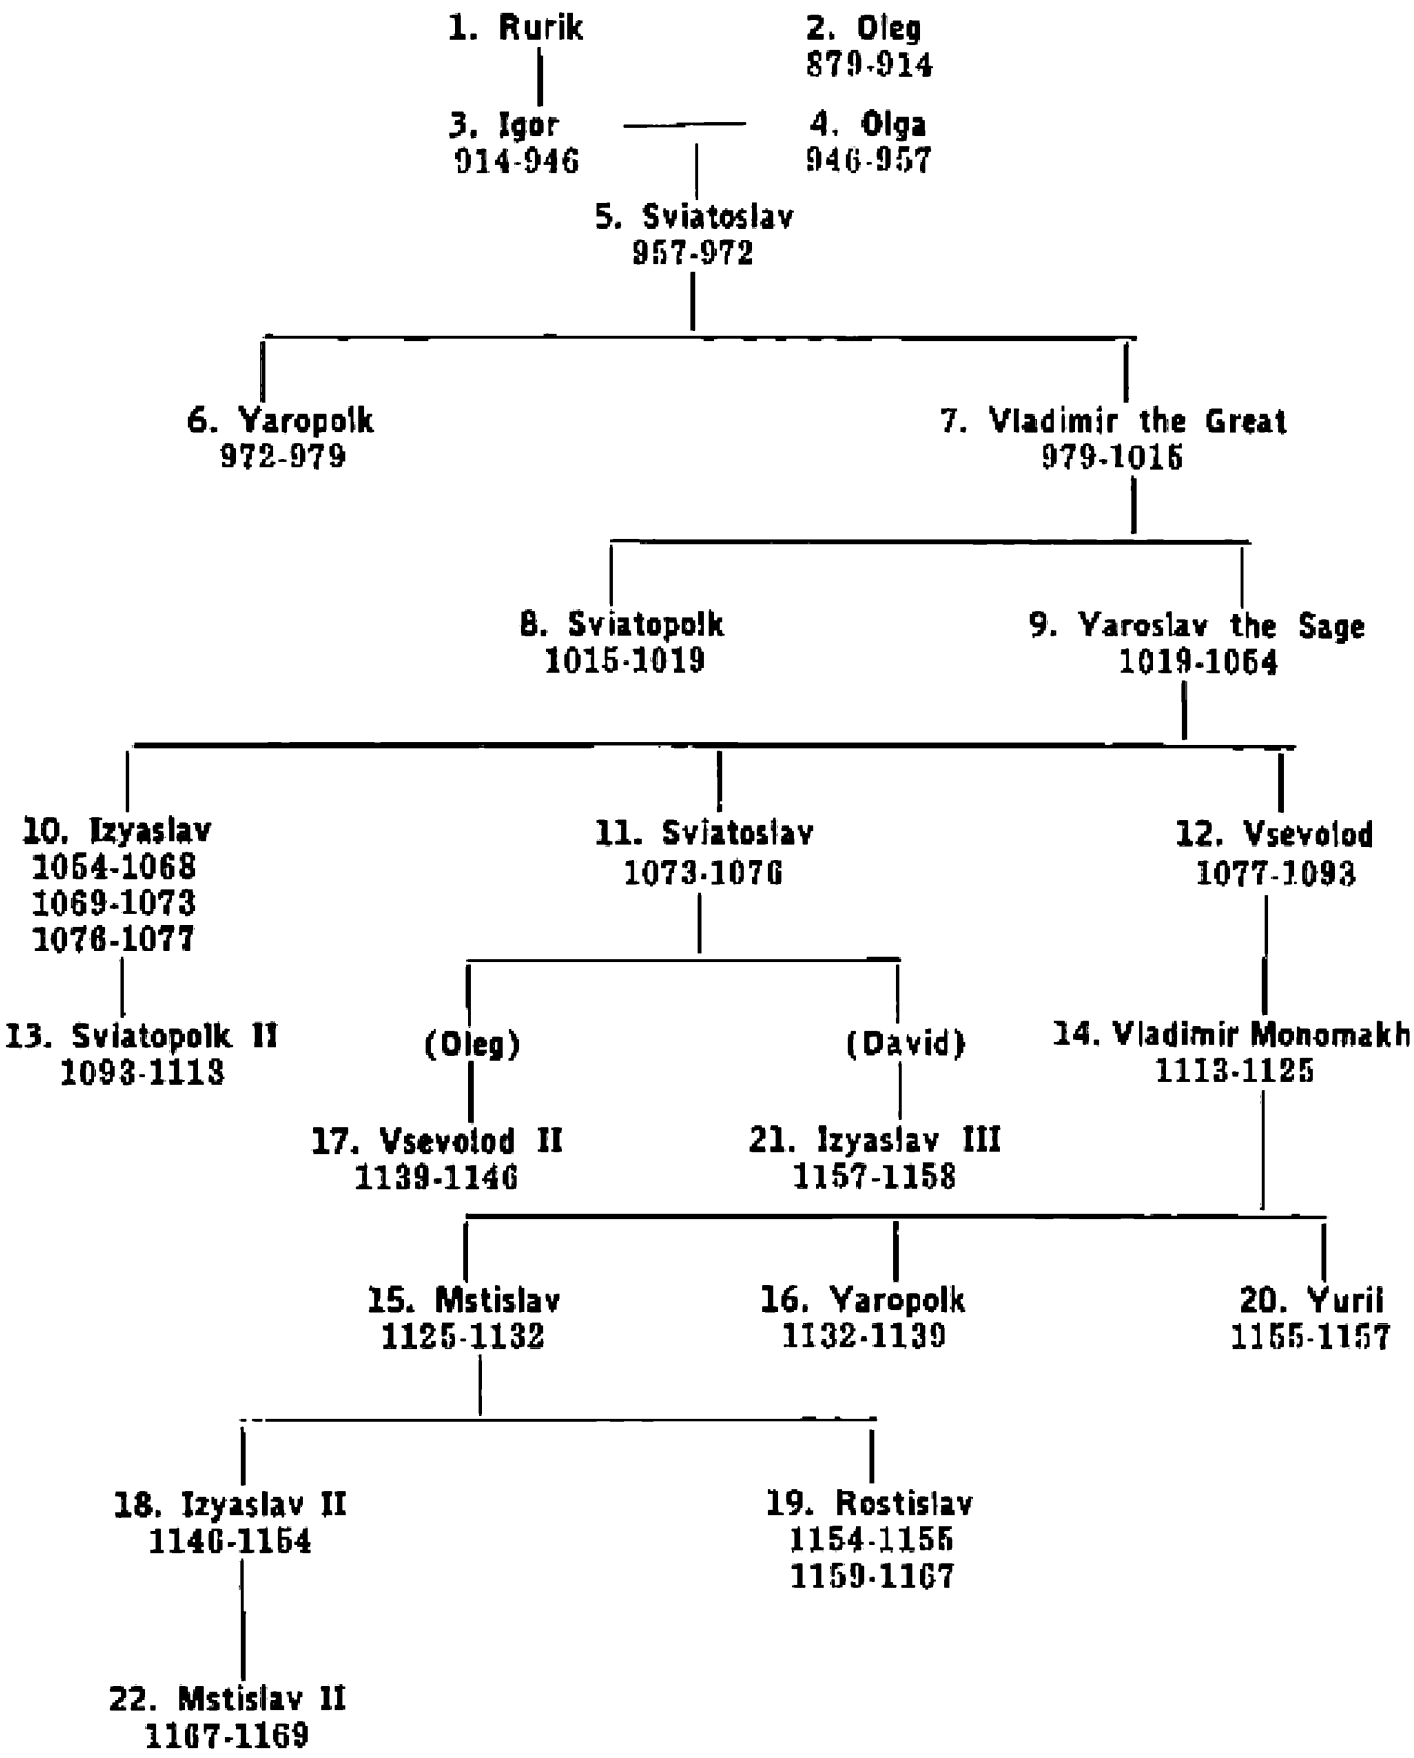 1. Rurik
2. Oleg
879-914
3. Igor
914-946
4. Olga
946-957
5. Sviatoslav
957-972
6. Yaropolk
972-979
7. Vladimir the Great
979-1015
8. Sviatopolk
1015-1019
9. Yaroslav the Sage
1019-1054
10. Izyaslav
1054-1068
1069-1073
1076-1077
11. Sviatoslav
1073-1076
12. Vsevolod
1077-1093
13. Sviatopolk II
1093-1113
(Oleg)
(David)
14. Vladimir Monomakh
1113-1125
17. Vsevolod II
1139-1146
21. Izyaslav III
1157-1158
15. Mstislav
1125-1132
16. Yaropolk
1132-1139
20. Yurii
1155-1157
18. Izyaslav II
1146-1154
19. Rostislav
1154-1155
1159-1167
22. Mstislav II
1167-1169